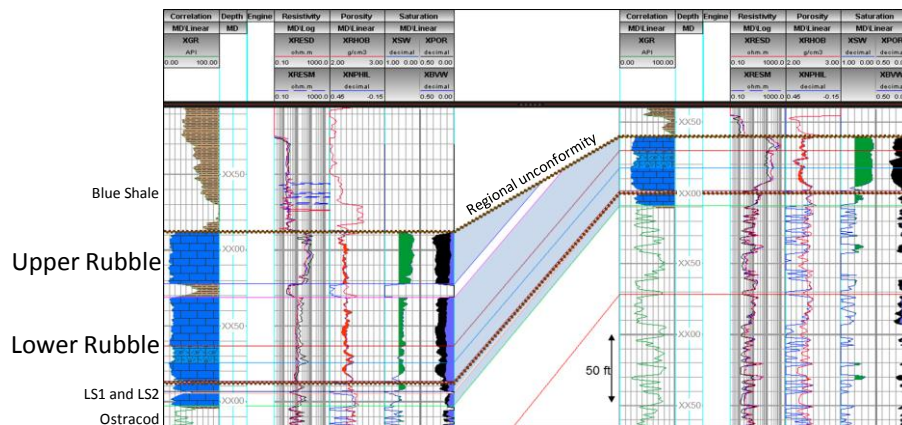 Correlation Depth Engine Resistivity Porosity Saturation
MD\Linear MD MD\Log MD\Linear MD\Linear
XGR XRESD XRHOB XSW XPOR
API ohm.m g/cm3 decimal decimal
0.00 100.00 0.10 1000.0 2.00 3.00 1.00 0.00 0.50 0.00
XRESM XNPHIL XBVW
ohm.m decimal decimal
0.10 1000.0 0.45 -0.15 0.50 0.00
Correlation Depth Engine Resistivity Porosity Saturation
MD\Linear MD MD\Log MD\Linear MD\Linear
XGR XRESD XRHOB XSW XPOR
API ohm.m g/cm3 decimal decimal
0.00 100.00 0.10 1000.0 2.00 3.00 1.00 0.00 0.50 0.00
XRESM XNPHIL XBVW
ohm.m decimal decimal
0.10 1000.0 0.45 -0.15 0.50 0.00
Blue Shale
Upper Rubble
Lower Rubble
LS1 and LS2
Ostracod
XX50
XX00
XX50
XX00
Regional unconformity
XX50
XX00
XX50
XX00
XX50
50 ft